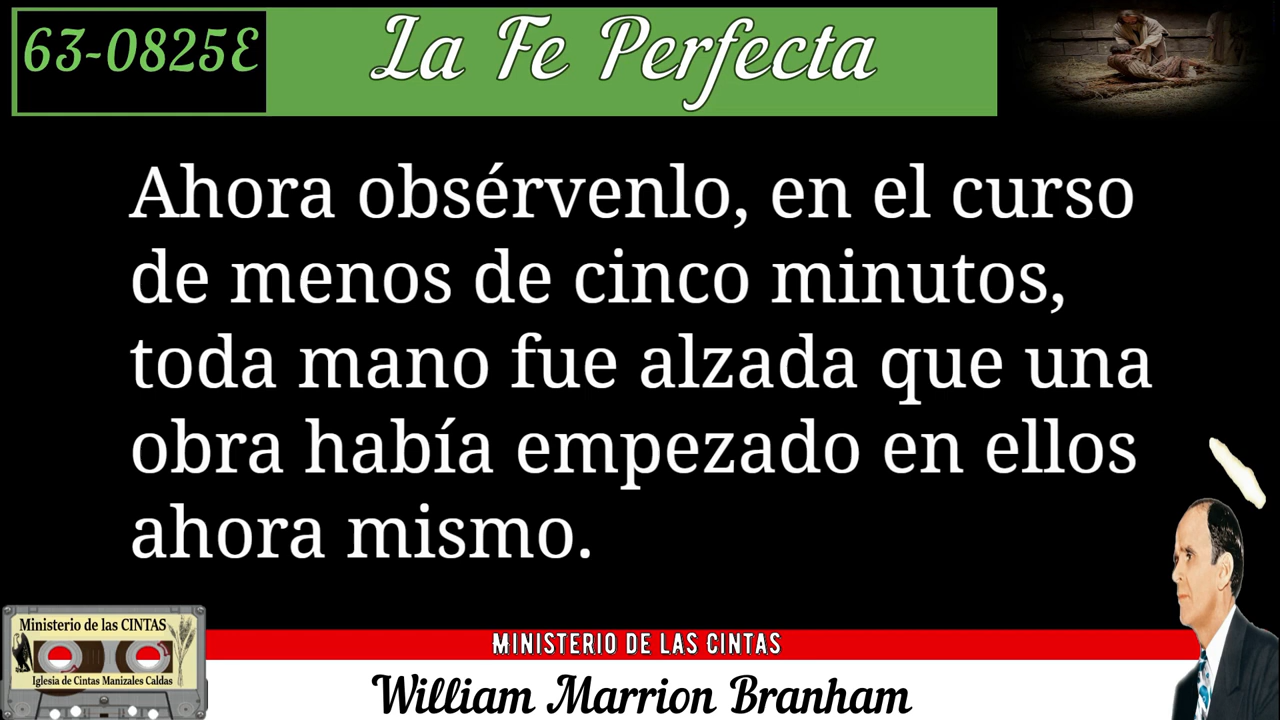 63-0825E
La Fe Perfecta
Ahora obsérvenlo, en el curso
de menos de cinco minutos,
toda mano fue alzada que una
obra había empezado en ellos
ahora mismo.
Ministerio de las CINTAS
Iglesia de Cintas Manizales Caldas
MINISTERIO DE LAS CINTAS
William Marrion Branham